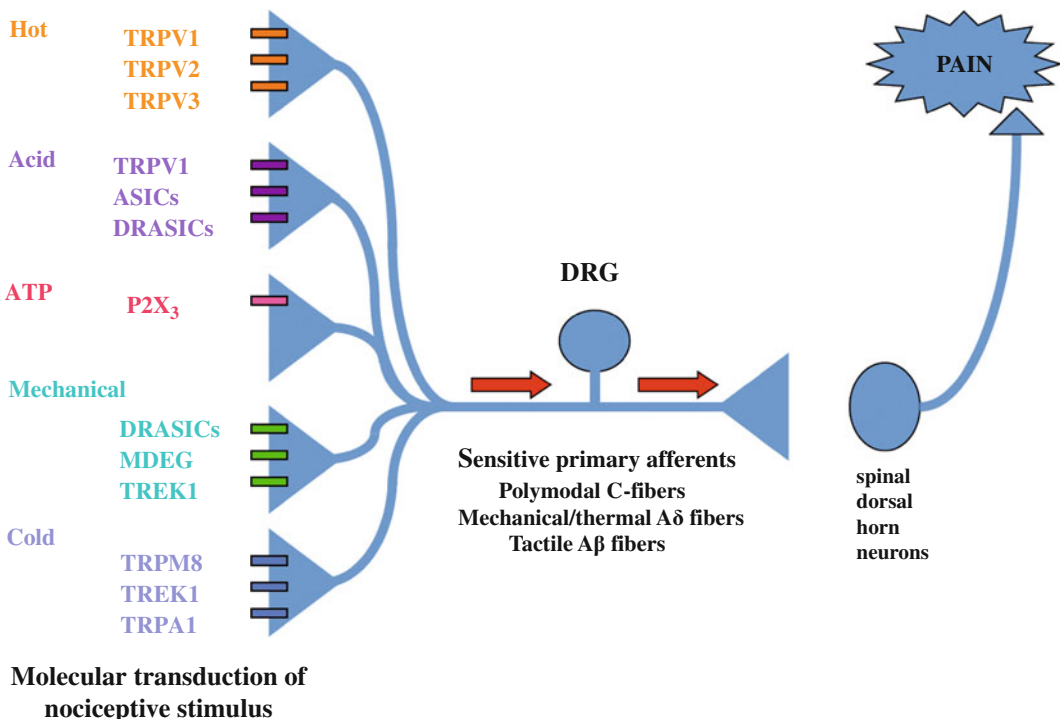 Hot
TRPV1
TRPV2
TRPV3
Acid
TRPV1
ASICs
DRASICs
ATP
P2X₃
Mechanical
DRASICs
MDEG
TREK1
Cold
TRPM8
TREK1
TRPA1
Molecular transduction of
nociceptive stimulus
DRG
Sensitive primary afferents
Polymodal C-fibers
Mechanical/thermal Aδ fibers
Tactile Aβ fibers
spinal
dorsal
horn
neurons
PAIN